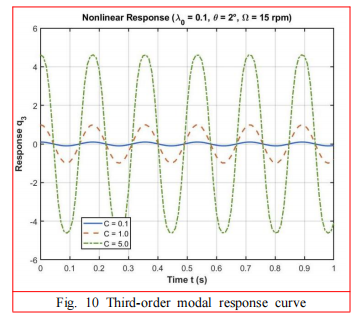 Nonlinear Response (λ₀ = 0.1, θ = 2°, Ω = 15 rpm)
6
4
2
0
-2
-4
-6
Response q₃
C = 0.1
C = 1.0
C = 5.0
0 0.1 0.2 0.3 0.4 0.5 0.6 0.7 0.8 0.9 1
Time t (s)
Fig. 10 Third-order modal response curve